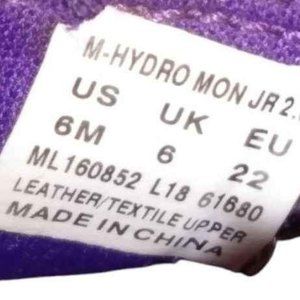 M-HYDRO MON JR 2.
US UK EU
6M 6 22
ML160852 L18 61680
LEATHER/TEXTILE UPPER
MADE IN CHINA